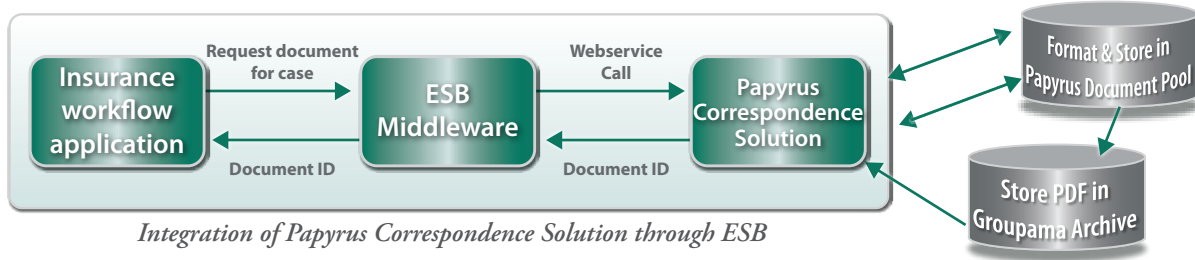 Insurance
workflow
application
Request document
for case
Document ID
ESB
Middleware
Webservice
Call
Document ID
Papyrus
Correspondence
Solution
Format & Store in
Papyrus Document Pool
Store PDF in
Groupama Archive
Integration of Papyrus Correspondence Solution through ESB